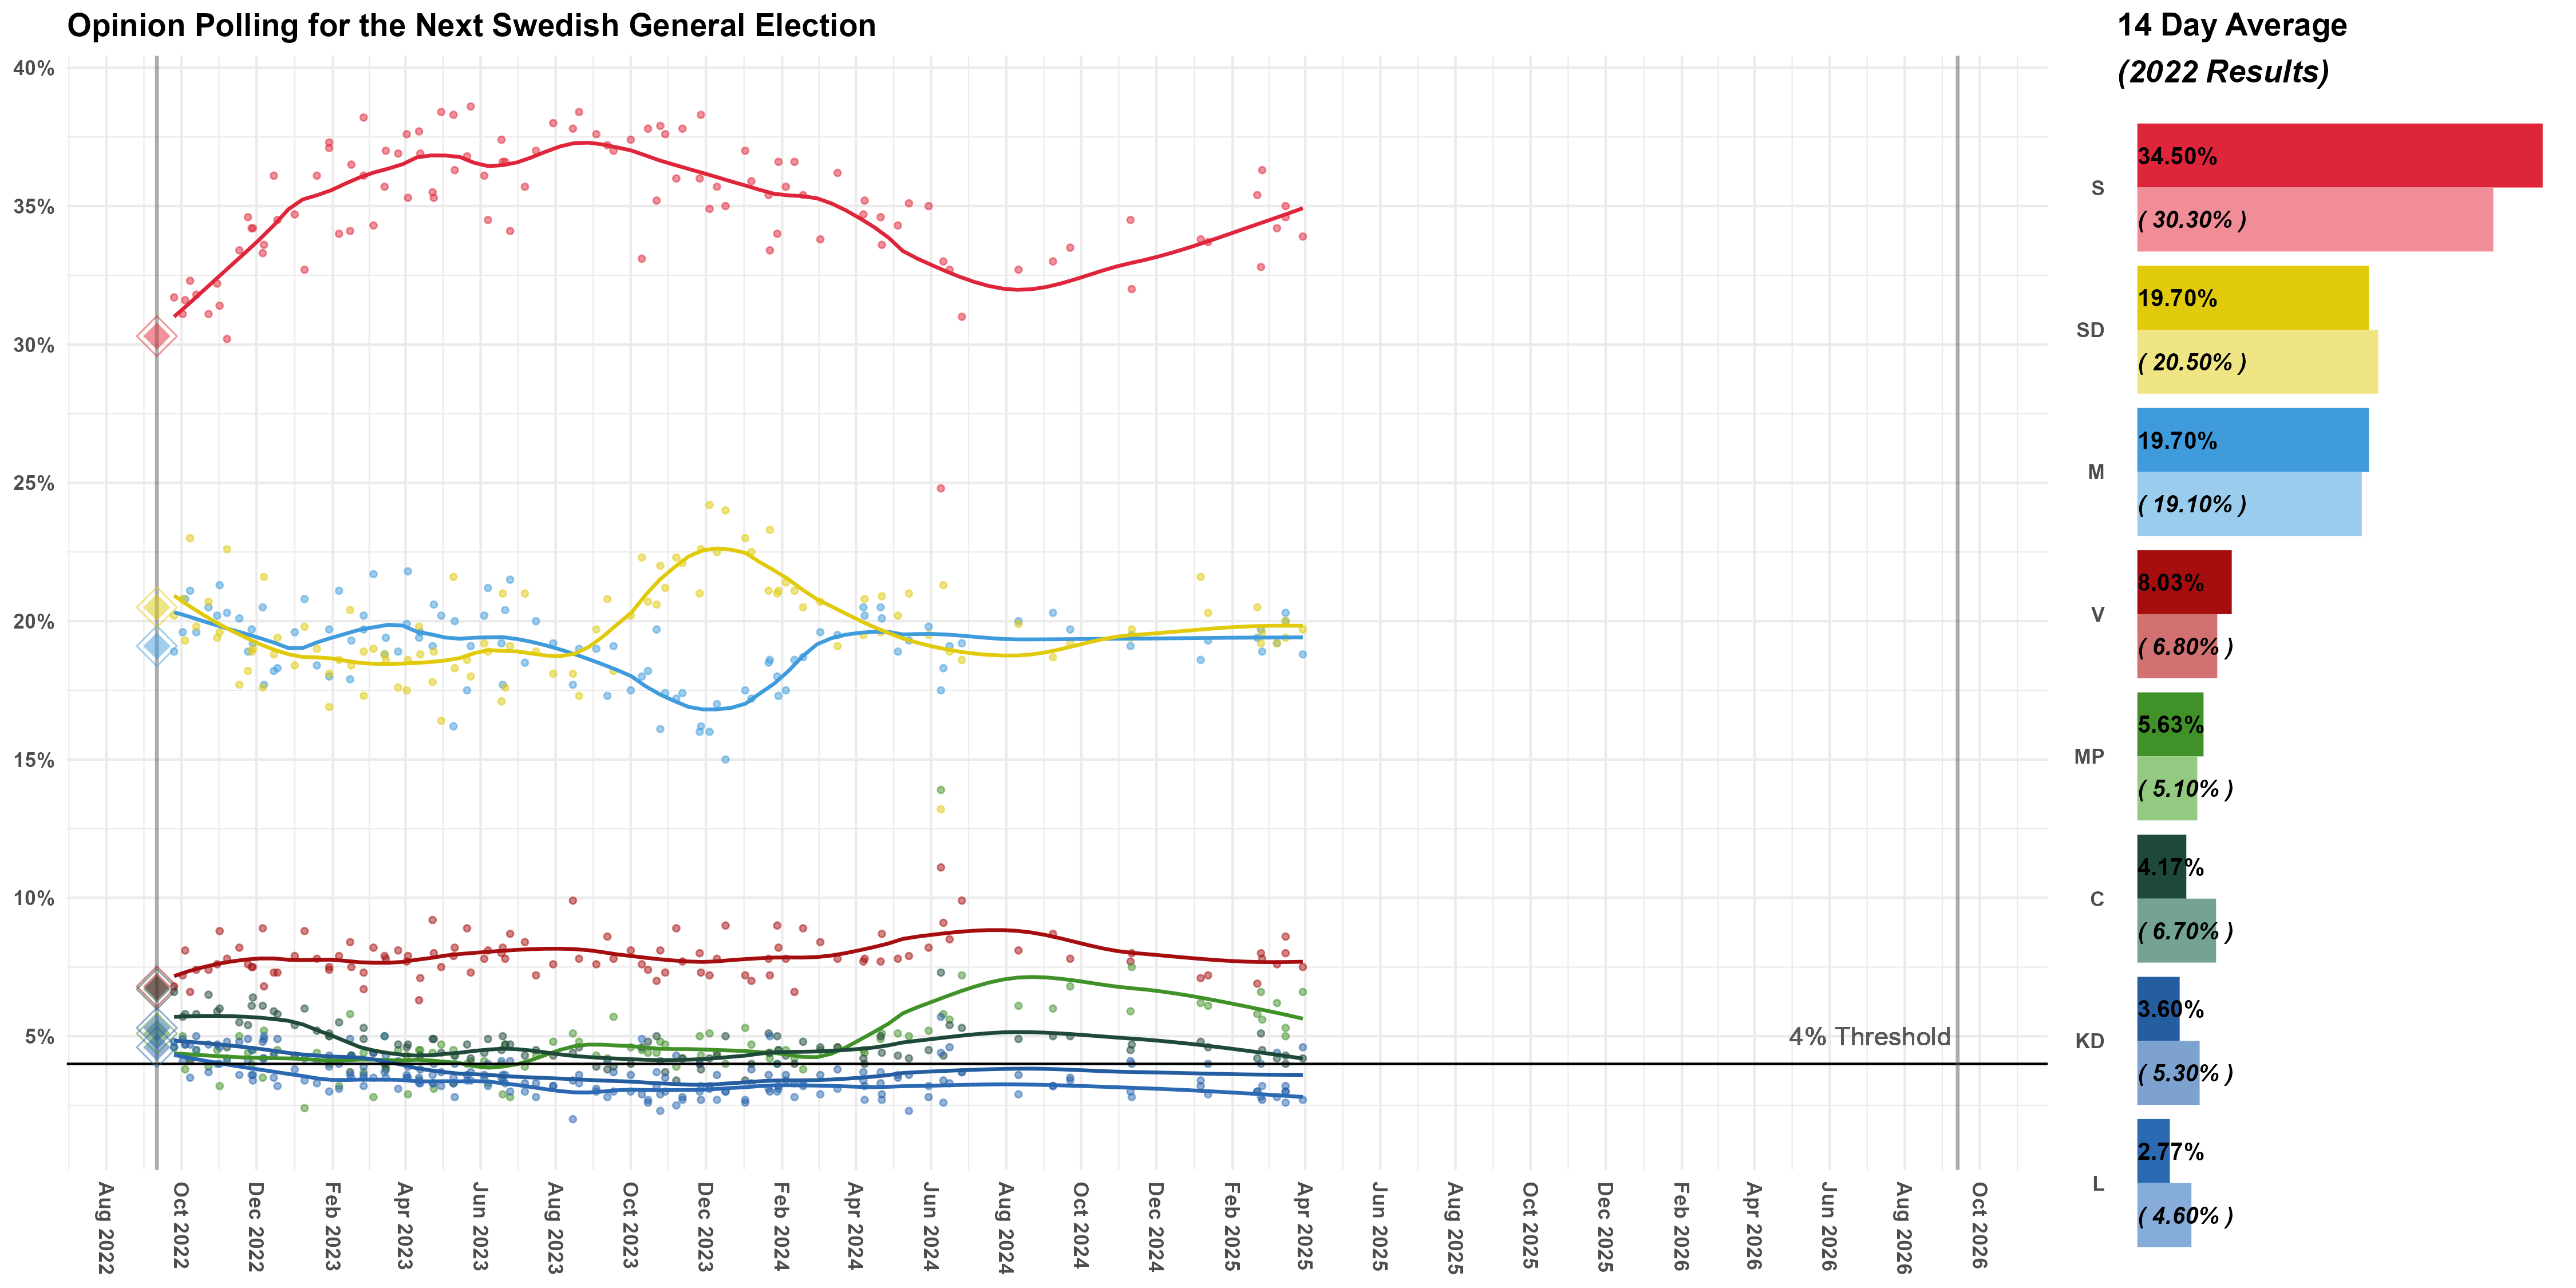 Opinion Polling for the Next Swedish General Election
40%
35%
30%
25%
20%
15%
10%
5%
4% Threshold
Aug 2022
Oct 2022
Dec 2022
Feb 2023
Apr 2023
Jun 2023
Aug 2023
Oct 2023
Dec 2023
Feb 2024
Apr 2024
Jun 2024
Aug 2024
Oct 2024
Dec 2024
Feb 2025
Apr 2025
Jun 2025
Aug 2025
Oct 2025
Dec 2025
Feb 2026
Apr 2026
Jun 2026
Aug 2026
Oct 2026
14 Day Average
(2022 Results)
S
34.50%
( 30.30% )
SD
19.70%
( 20.50% )
M
19.70%
( 19.10% )
V
8.03%
( 6.80% )
MP
5.63%
( 5.10% )
C
4.17%
( 6.70% )
KD
3.60%
( 5.30% )
L
2.77%
( 4.60% )